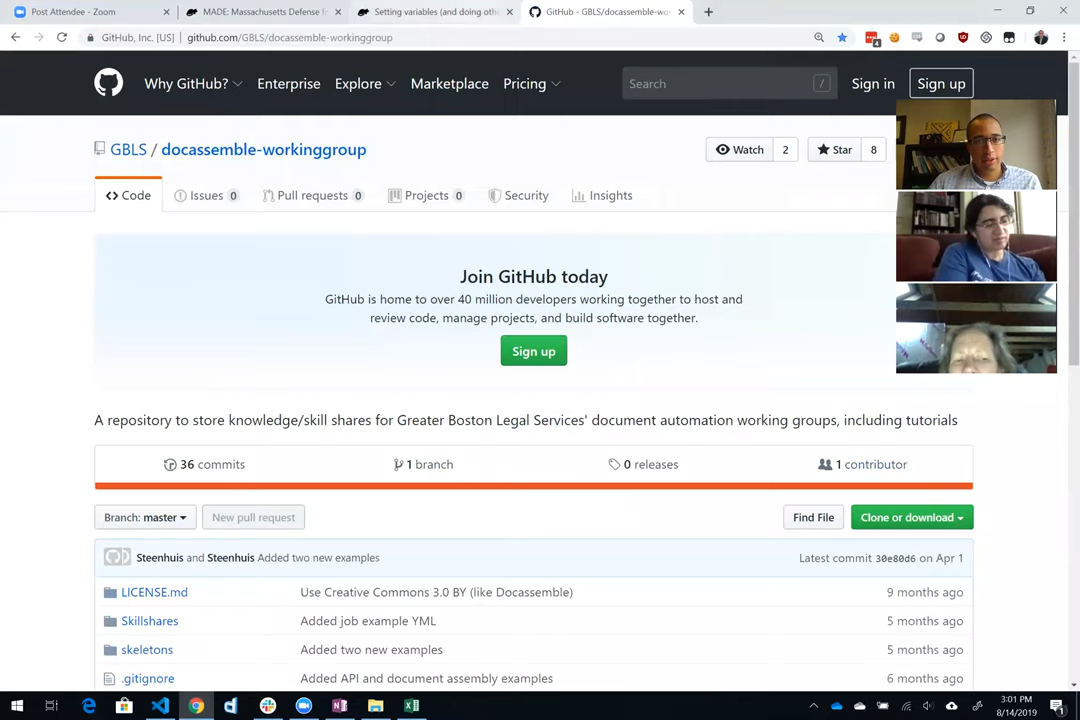 Post Attendee - Zoom
MADE: Massachusetts Defense f
Setting variables (and doing othe
GitHub - GBLS/docassemble-wor
GitHub, Inc. [US] | github.com/GBLS/docassemble-workinggroup
4
Why GitHub? Enterprise Explore Marketplace Pricing
Search /
Sign in Sign up
GBLS / docassemble-workinggroup
Watch 2 Star 8
Code Issues 0 Pull requests 0 Projects 0 Security Insights
Join GitHub today
GitHub is home to over 40 million developers working together to host and
review code, manage projects, and build software together.
Sign up
A repository to store knowledge/skill shares for Greater Boston Legal Services' document automation working groups, including tutorials
36 commits 1 branch 0 releases 1 contributor
Branch: master New pull request Find File Clone or download
Steenhuis and Steenhuis Added two new examples Latest commit 30e80d6 on Apr 1
LICENSE.md Use Creative Commons 3.0 BY (like Docassemble) 9 months ago
Skillshares Added job example YML 5 months ago
skeletons Added two new examples 5 months ago
.gitignore Added API and document assembly examples 6 months ago
3:01 PM
8/14/2019
1